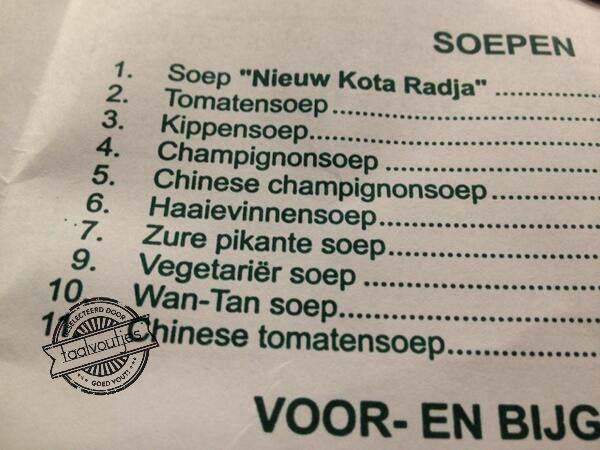 SOEPEN
1. Soep "Nieuw Kota Radja"
2. Tomatensoep
3. Kippensoep
4. Champignonsoep
5. Chinese champignonsoep
6. Haaievinnensoep
7. Zure pikante soep
9. Vegetariër soep
10. Wan-Tan soep
11. Chinese tomatensoep
GESELECTEERD DOOR
taalvoutjes
GOED VOUT!
VOOR- EN BIJG